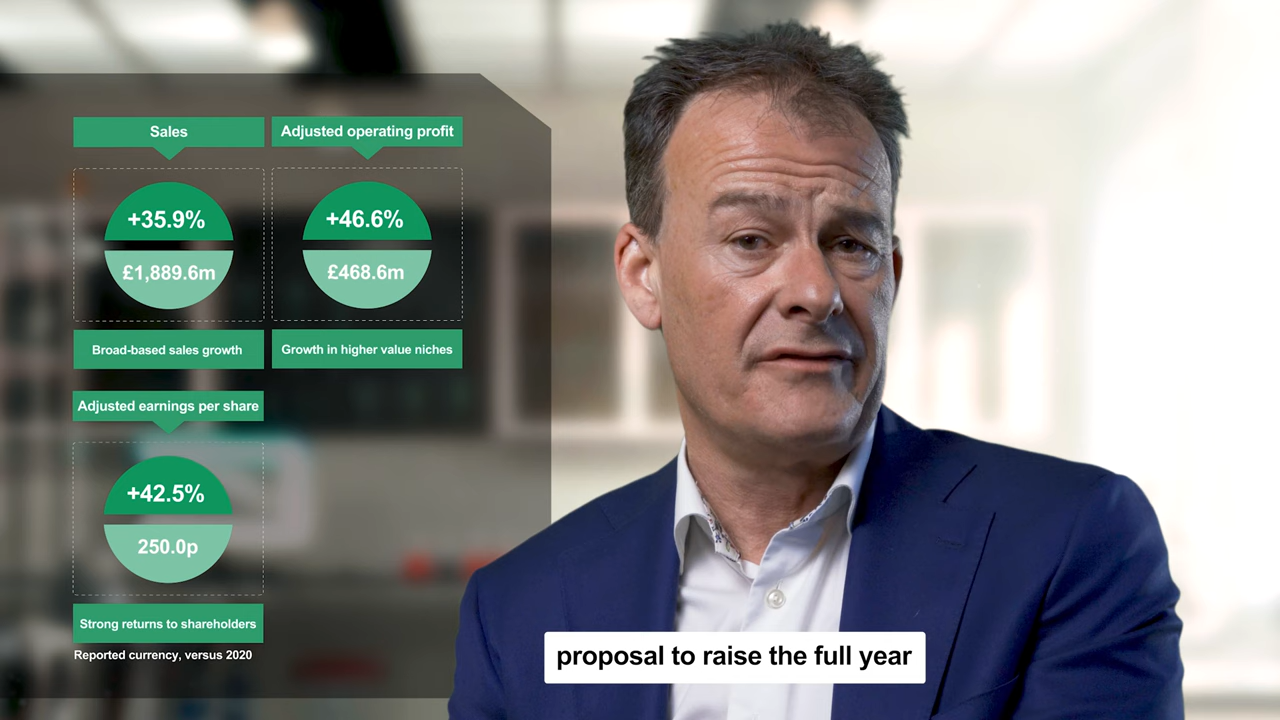 Sales
+35.9%
£1,889.6m
Broad-based sales growth
Adjusted operating profit
+46.6%
£468.6m
Growth in higher value niches
Adjusted earnings per share
+42.5%
250.0p
Strong returns to shareholders
Reported currency, versus 2020
proposal to raise the full year